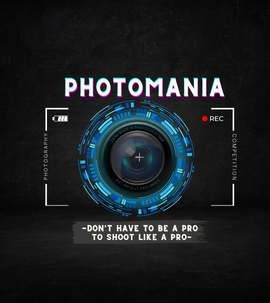 PHOTOMANIA
REC
PHOTOGRAPHY
COMPETITION
-DON'T HAVE TO BE A PRO
TO SHOOT LIKE A PRO-